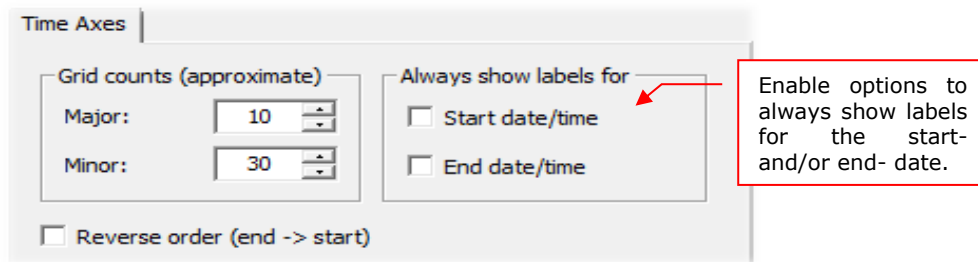 Time Axes
Grid counts (approximate)
Major: 10
Minor: 30
Always show labels for
Start date/time
End date/time
Reverse order (end -> start)
Enable options to
always show labels
for the start-
and/or end- date.